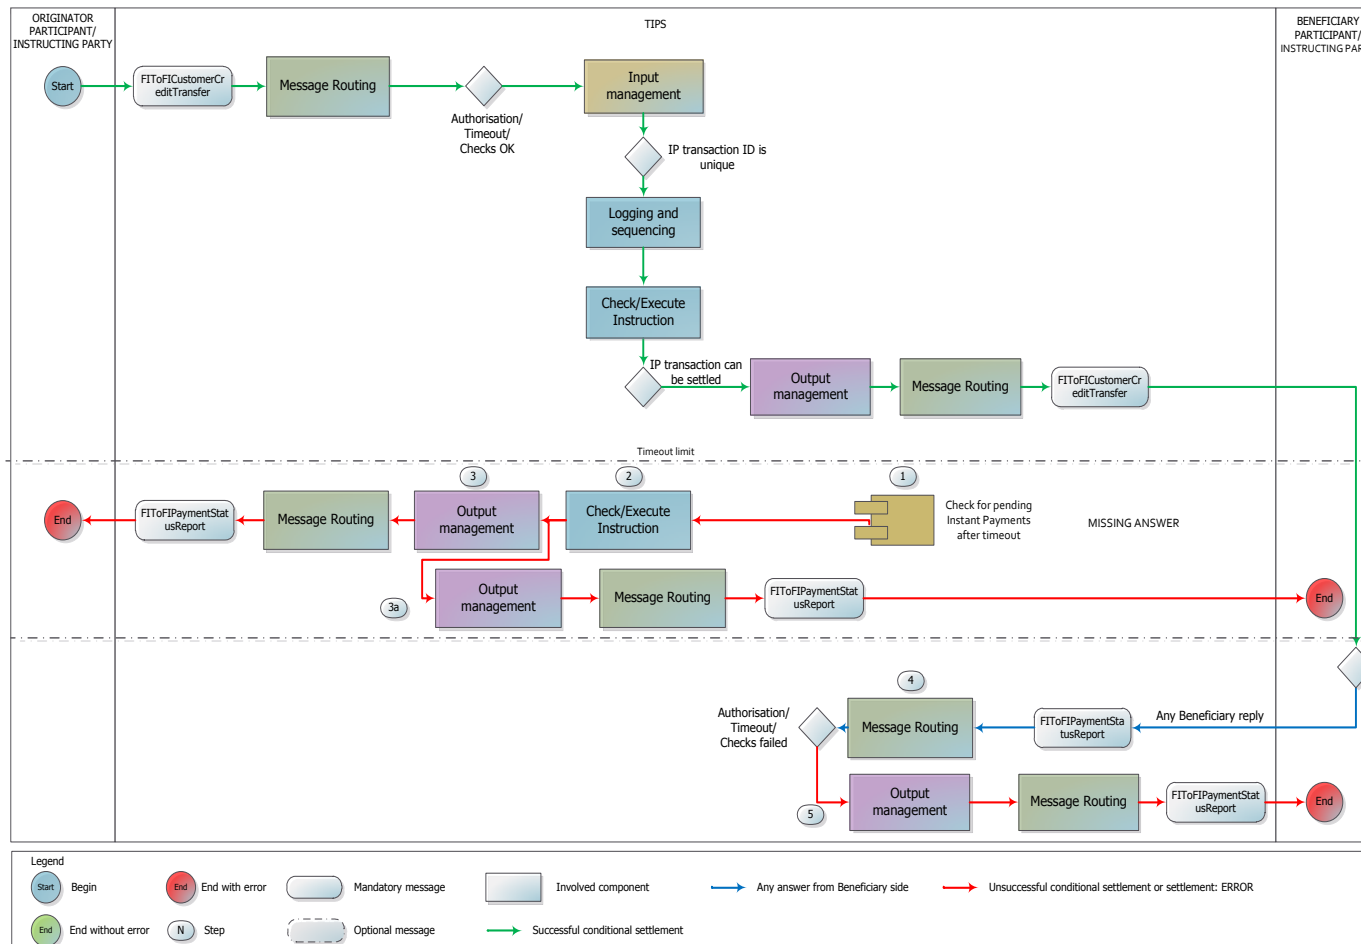 ORIGINATOR
PARTICIPANT/
INSTRUCTING PARTY
TIPS
BENEFICIARY
PARTICIPANT/
INSTRUCTING PAR
Start
FIToFICustomerCr
editTransfer
Message Routing
Authorisation/
Timeout/
Checks OK
Input
management
IP transaction ID is
unique
Logging and
sequencing
Check/Execute
Instruction
IP transaction can
be settled
Output
management
Message Routing
FIToFICustomerCr
editTransfer
Timeout limit
3
2
1
End
FIToFIPaymentStat
usReport
Message Routing
Output
management
Check/Execute
Instruction
Check for pending
Instant Payments
after timeout
MISSING ANSWER
3a
Output
management
Message Routing
FIToFIPaymentStat
usReport
End
4
Authorisation/
Timeout/
Checks failed
Message Routing
FIToFIPaymentSta
tusReport
Any Beneficiary reply
5
Output
management
Message Routing
FIToFIPaymentStat
usReport
End
Legend
Start
Begin
End
End with error
Mandatory message
Involved component
Any answer from Beneficiary side
Unsuccessful conditional settlement or settlement: ERROR
End
End without error
N
Step
Optional message
Successful conditional settlement